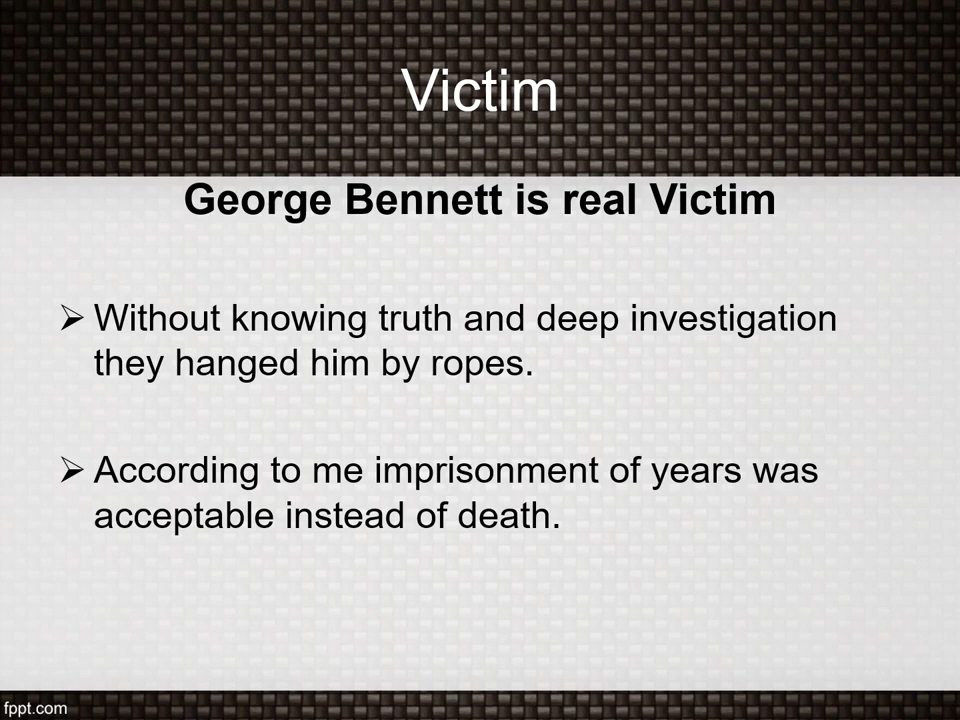 Victim
George Bennett is real Victim
➢ Without knowing truth and deep investigation
they hanged him by ropes.
➢ According to me imprisonment of years was
acceptable instead of death.
fppt.com